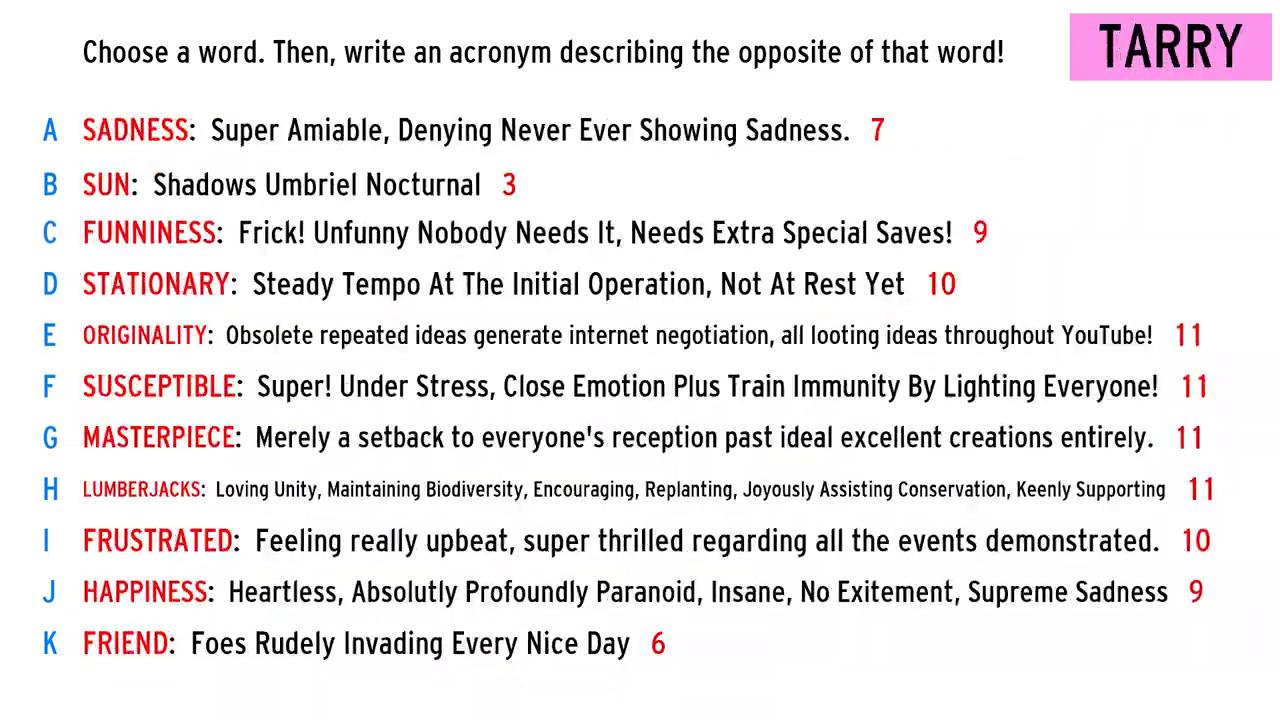 Choose a word. Then, write an acronym describing the opposite of that word!
TARRY
A SADNESS: Super Amiable, Denying Never Ever Showing Sadness. 7
B SUN: Shadows Umbriel Nocturnal 3
C FUNNINESS: Frick! Unfunny Nobody Needs It, Needs Extra Special Saves! 9
D STATIONARY: Steady Tempo At The Initial Operation, Not At Rest Yet 10
E ORIGINALITY: Obsolete repeated ideas generate internet negotiation, all looting ideas throughout YouTube! 11
F SUSCEPTIBLE: Super! Under Stress, Close Emotion Plus Train Immunity By Lighting Everyone! 11
G MASTERPIECE: Merely a setback to everyone's reception past ideal excellent creations entirely. 11
H LUMBERJACKS: Loving Unity, Maintaining Biodiversity, Encouraging, Replanting, Joyously Assisting Conservation, Keenly Supporting 11
I FRUSTRATED: Feeling really upbeat, super thrilled regarding all the events demonstrated. 10
J HAPPINESS: Heartless, Absolutly Profoundly Paranoid, Insane, No Exitement, Supreme Sadness 9
K FRIEND: Foes Rudely Invading Every Nice Day 6